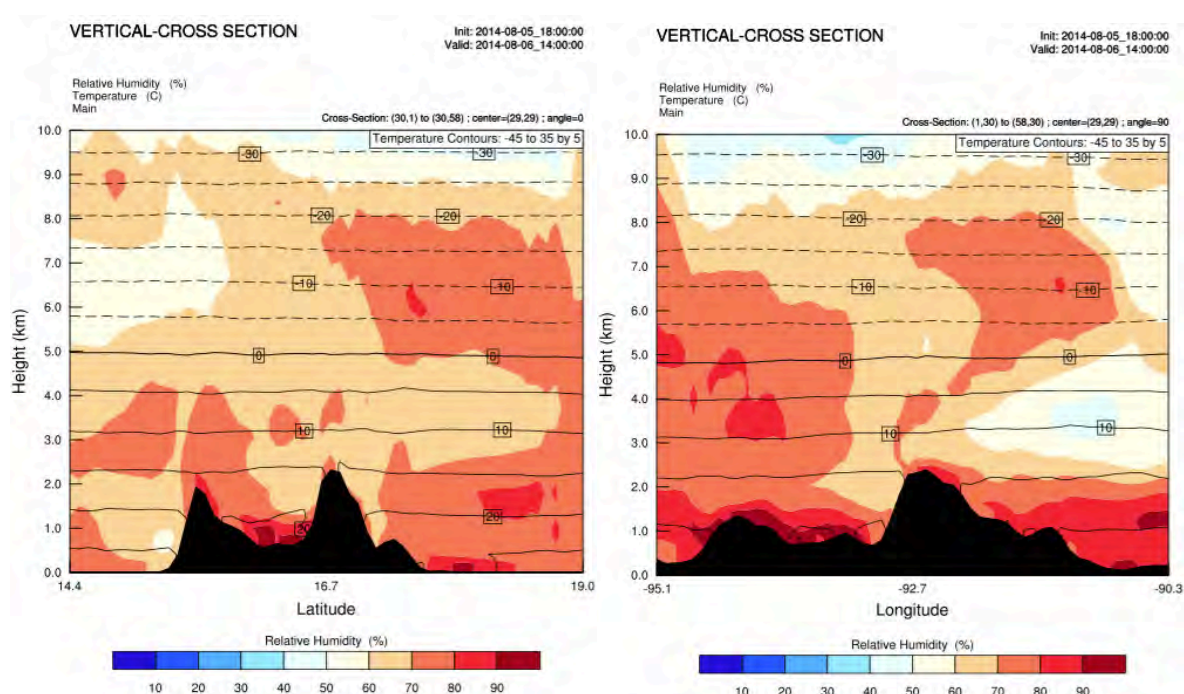 VERTICAL-CROSS SECTION
Init: 2014-08-05_18:00:00
Valid: 2014-08-06_14:00:00
Relative Humidity (%)
Temperature (C)
Main
Cross-Section: (30,1) to (30,58) ; center=(29,29) ; angle=0
Temperature Contours: -45 to 35 by 5
10.0
9.0
8.0
7.0
6.0
5.0
4.0
3.0
2.0
1.0
0.0
Height (km)
-30
-30
-20
-20
-10
-10
0
0
10
10
20
20
14.4
16.7
19.0
Latitude
Relative Humidity (%)
10 20 30 40 50 60 70 80 90
VERTICAL-CROSS SECTION
Init: 2014-08-05_18:00:00
Valid: 2014-08-06_14:00:00
Relative Humidity (%)
Temperature (C)
Main
Cross-Section: (1,30) to (58,30) ; center=(29,29) ; angle=90
Temperature Contours: -45 to 35 by 5
10.0
9.0
8.0
7.0
6.0
5.0
4.0
3.0
2.0
1.0
0.0
Height (km)
-30
-30
-20
-20
-10
-10
0
0
10
10
-95.1
-92.7
-90.3
Longitude
Relative Humidity (%)
10 20 30 40 50 60 70 80 90